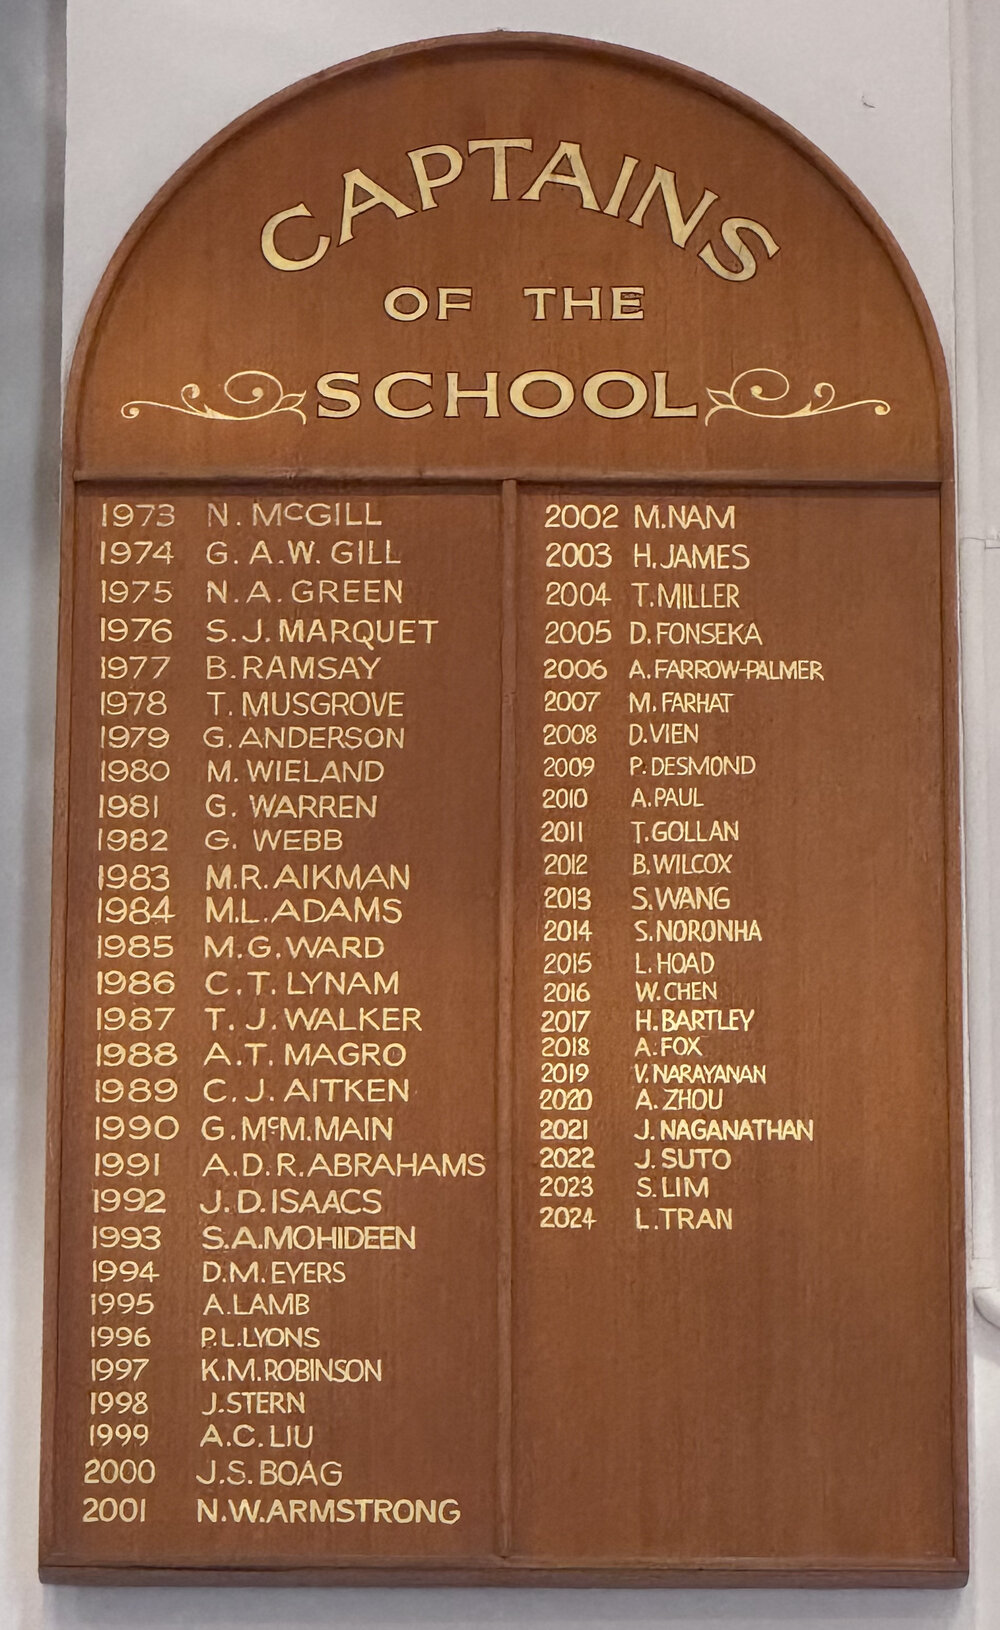 CAPTAINS
OF THE
SCHOOL
1973 N. McGILL
1974 G. A.W. GILL
1975 N. A. GREEN
1976 S. J. MARQUET
1977 B. RAMSAY
1978 T. MUSGROVE
1979 G. ANDERSON
1980 M. WIELAND
1981 G. WARREN
1982 G. WEBB
1983 M.R. AIKMAN
1984 M.L. ADAMS
1985 M.G. WARD
1986 C.T. LYNAM
1987 T. J. WALKER
1988 A.T. MAGRO
1989 C. J. AITKEN
1990 G. McM. MAIN
1991 A.D.R. ABRAHAMS
1992 J. D. ISAACS
1993 S.A. MOHIDEEN
1994 D.M. EYERS
1995 A. LAMB
1996 P.L. LYONS
1997 K.M. ROBINSON
1998 J. STERN
1999 A.C. LIU
2000 J.S. BOAG
2001 N.W. ARMSTRONG
2002 M. NAM
2003 H. JAMES
2004 T. MILLER
2005 D. FONSEKA
2006 A. FARROW-PALMER
2007 M. FARHAT
2008 D. VIEN
2009 P. DESMOND
2010 A. PAUL
2011 T. GOLLAN
2012 B. WILCOX
2013 S. WANG
2014 S. NORONHA
2015 L. HOAD
2016 W. CHEN
2017 H. BARTLEY
2018 A. FOX
2019 V. NARAYANAN
2020 A. ZHOU
2021 J. NAGANATHAN
2022 J. SUTO
2023 S. LIM
2024 L. TRAN